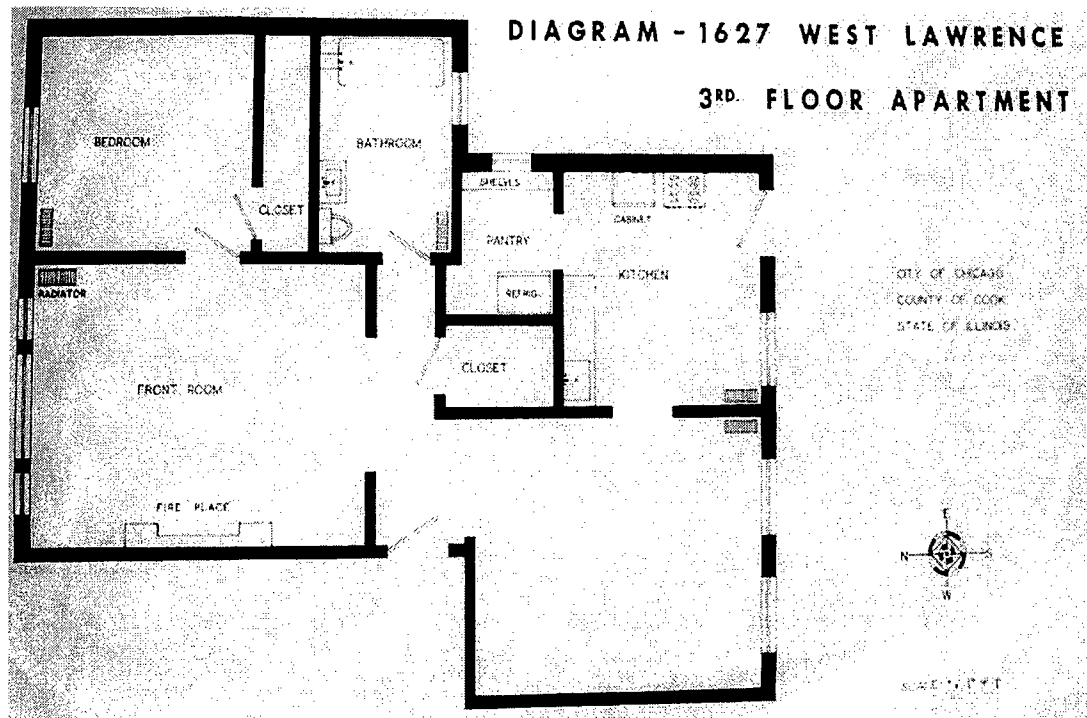 DIAGRAM - 1627 WEST LAWRENCE
3RD. FLOOR APARTMENT
BEDROOM
BATHROOM
SHELVES
CLOSET
CABINET
PANTRY
KITCHEN
RADIATOR
REFRIG.
CITY OF CHICAGO
COUNTY OF COOK
STATE OF ILLINOIS
CLOSET
FRONT ROOM
FIRE PLACE
E
N
S
W